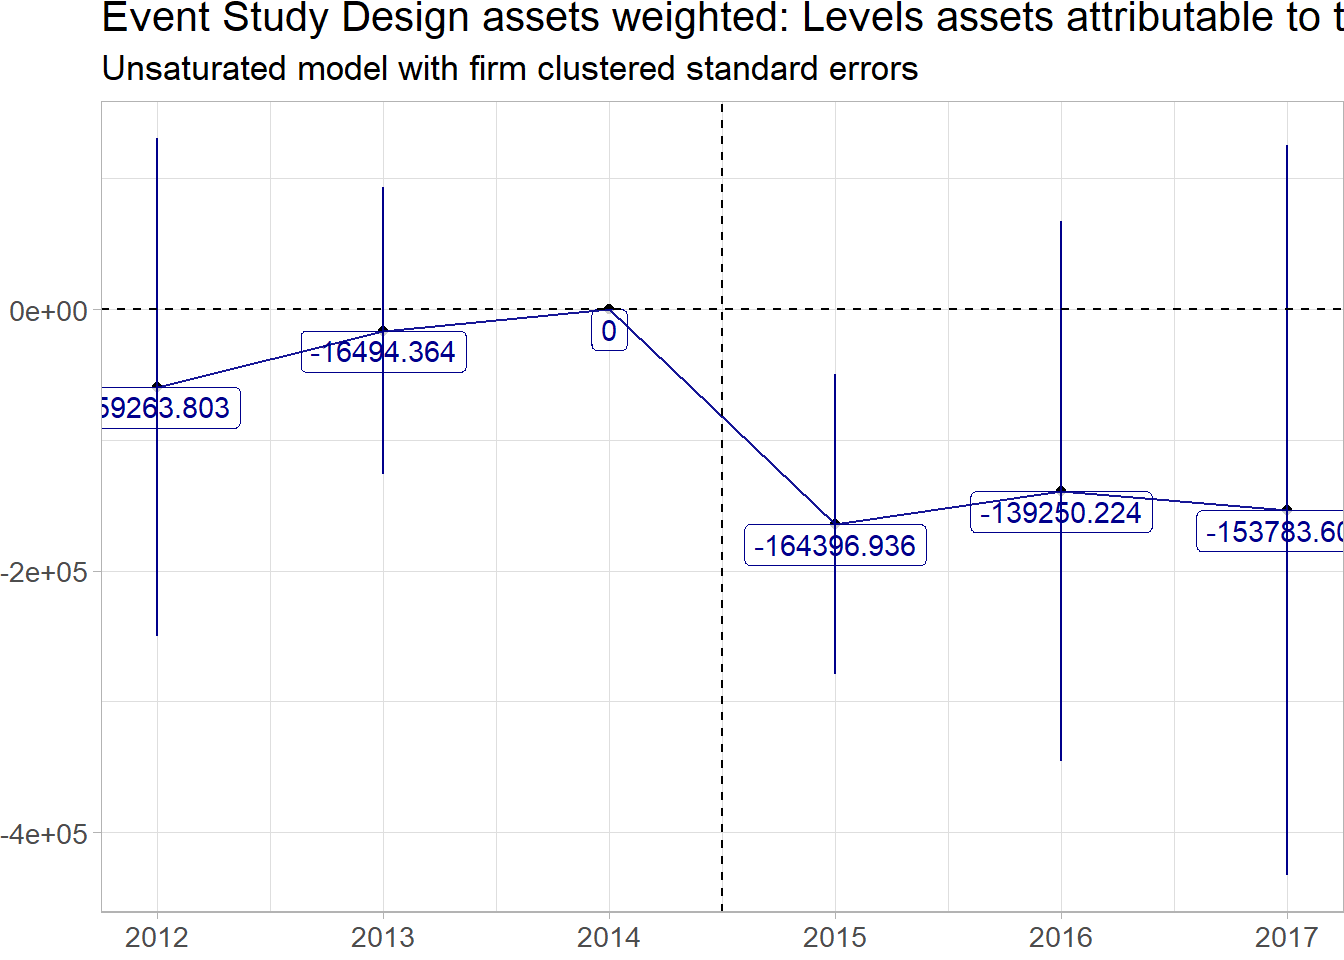 Event Study Design assets weighted: Levels assets attributable to t
Unsaturated model with firm clustered standard errors
0e+00
-2e+05
-4e+05
59263.803
-16494.364
0
-164396.936
-139250.224
-153783.60
2012 2013 2014 2015 2016 2017